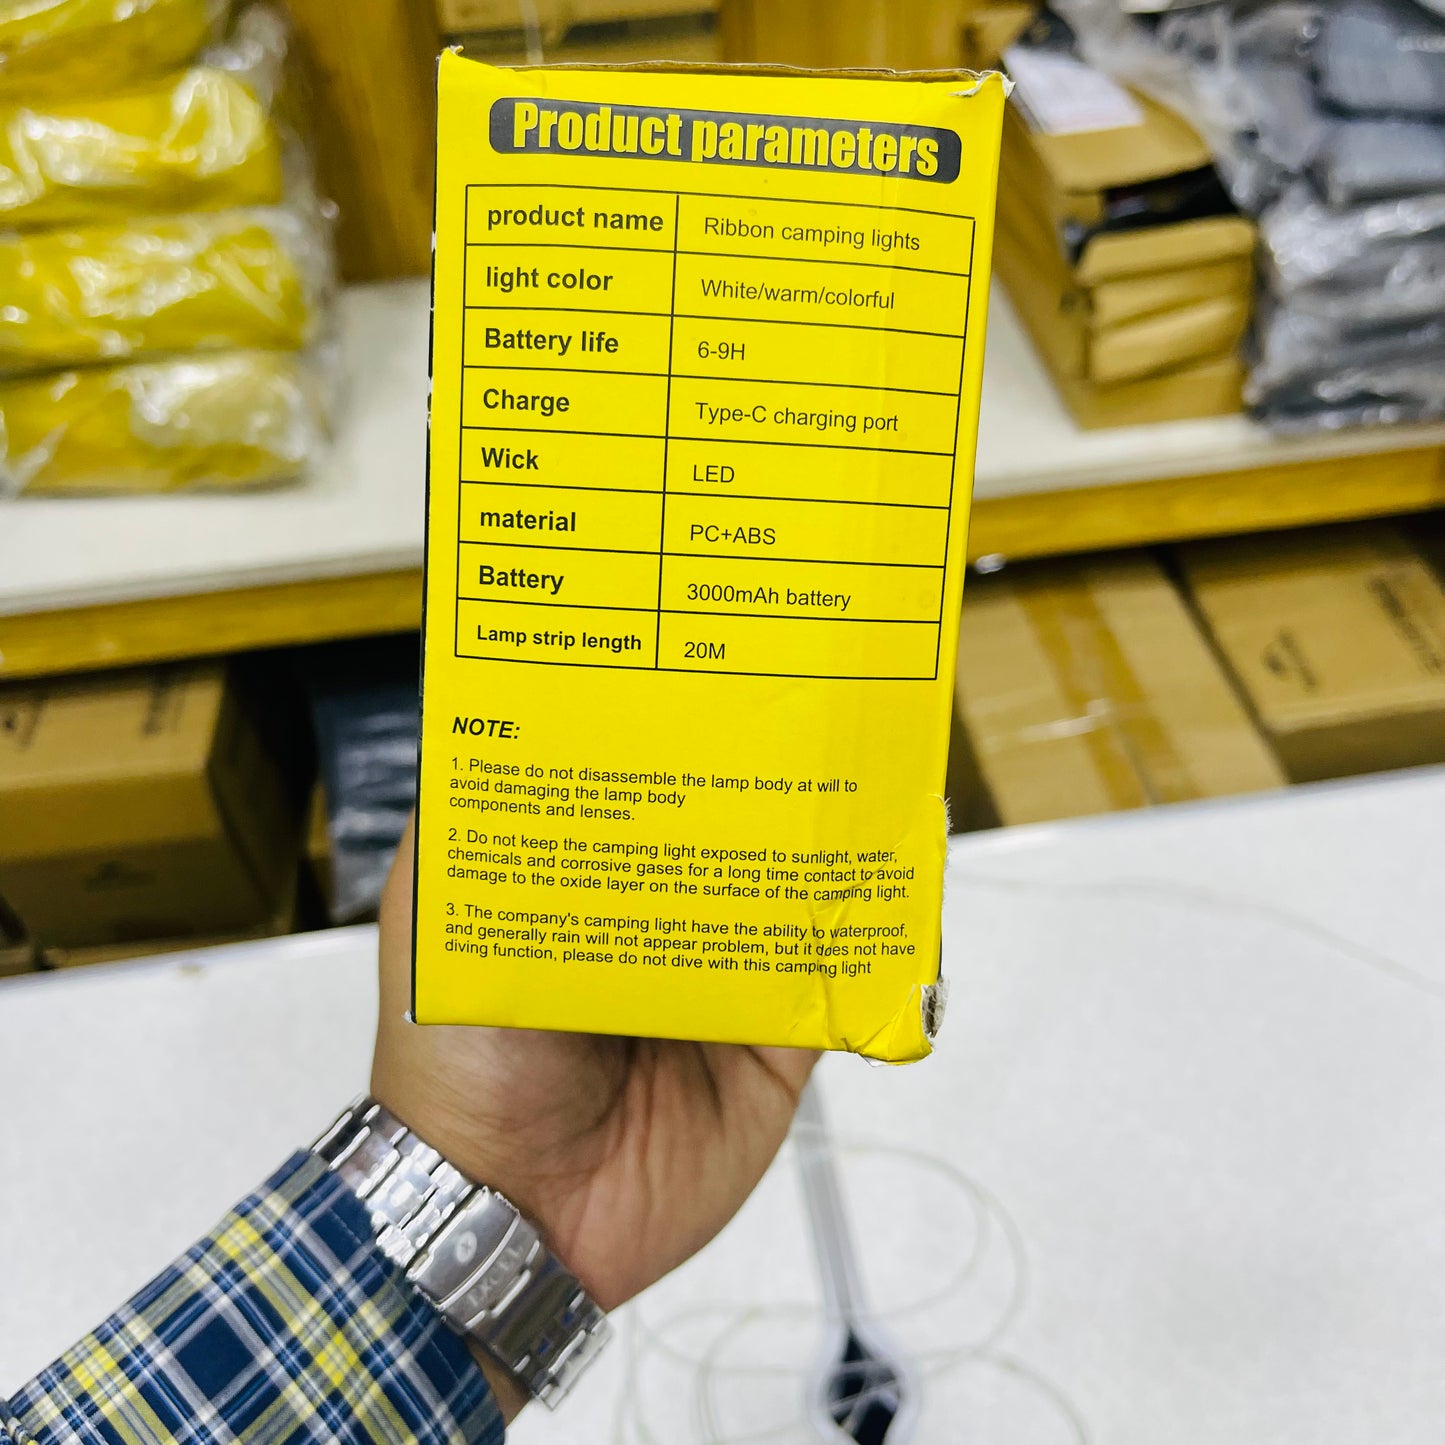 Product parameters
product name Ribbon camping lights
light color White/warm/colorful
Battery life 6-9H
Charge Type-C charging port
Wick LED
material PC+ABS
Battery 3000mAh battery
Lamp strip length 20M
NOTE:
1. Please do not disassemble the lamp body at will to
avoid damaging the lamp body
components and lenses.
2. Do not keep the camping light exposed to sunlight, water,
chemicals and corrosive gases for a long time contact to avoid
damage to the oxide layer on the surface of the camping light.
3. The company's camping light have the ability to waterproof,
and generally rain will not appear problem, but it does not have
diving function, please do not dive with this camping light